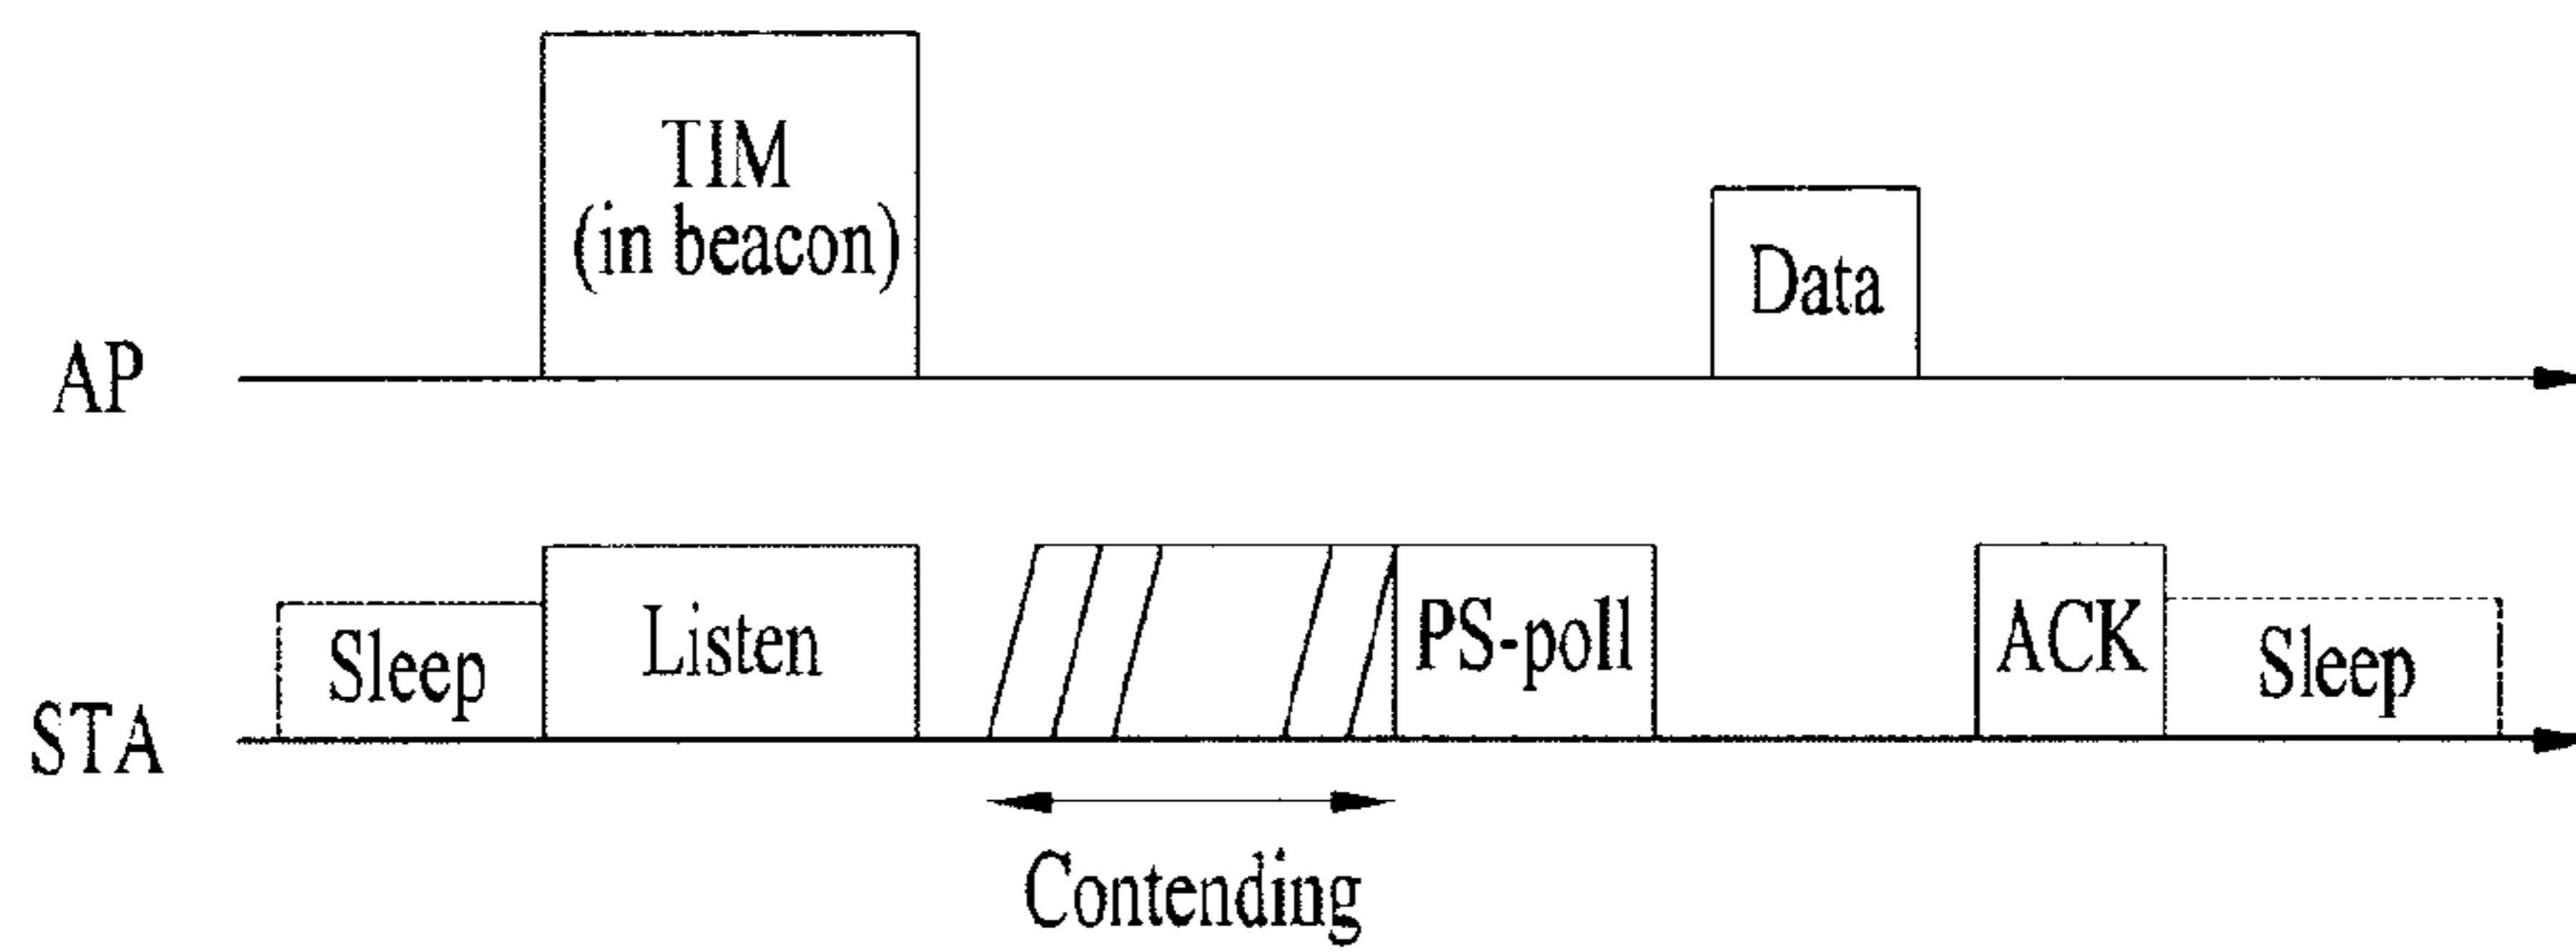 TIM
(in beacon)
Data
AP
Sleep
Listen
PS-poll
ACK
Sleep
STA
Contending